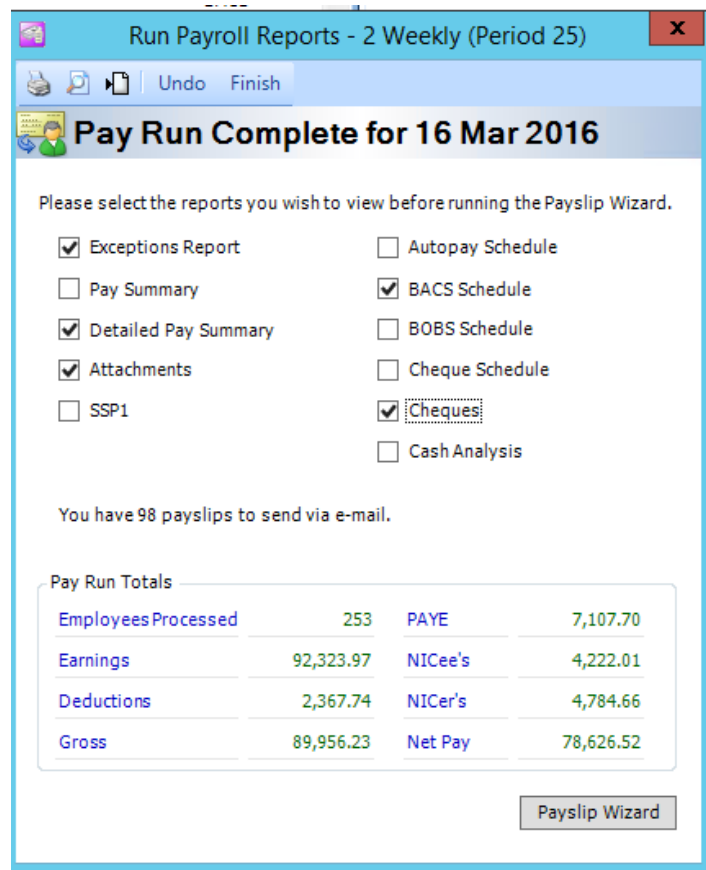 Run Payroll Reports - 2 Weekly (Period 25)
x
Undo Finish
Pay Run Complete for 16 Mar 2016
Please select the reports you wish to view before running the Payslip Wizard.
Exceptions Report
Autopay Schedule
Pay Summary
BACS Schedule
Detailed Pay Summary
BOBS Schedule
Attachments
Cheque Schedule
SSP1
Cheques
Cash Analysis
You have 98 payslips to send via e-mail.
Pay Run Totals
Employees Processed 253 PAYE 7,107.70
Earnings 92,323.97 NICee's 4,222.01
Deductions 2,367.74 NICer's 4,784.66
Gross 89,956.23 Net Pay 78,626.52
Payslip Wizard